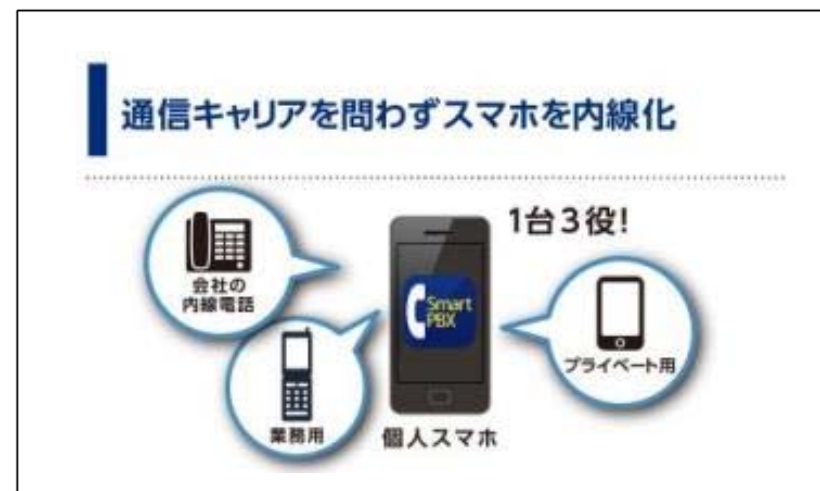 通信キャリアを問わずスマホを内線化
1台3役!
会社の
内線電話
Smart
PBX
プライベート用
業務用
個人スマホ